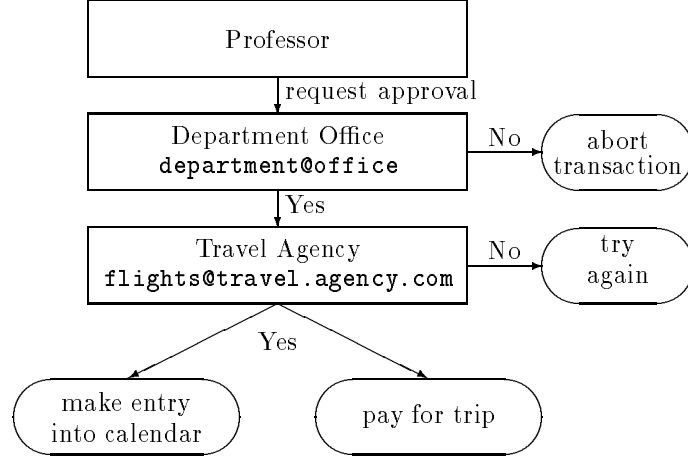 Professor
request approval
Department Office
department@office
No
abort
transaction
Yes
Travel Agency
flights@travel.agency.com
No
try
again
Yes
make entry
into calendar
pay for trip